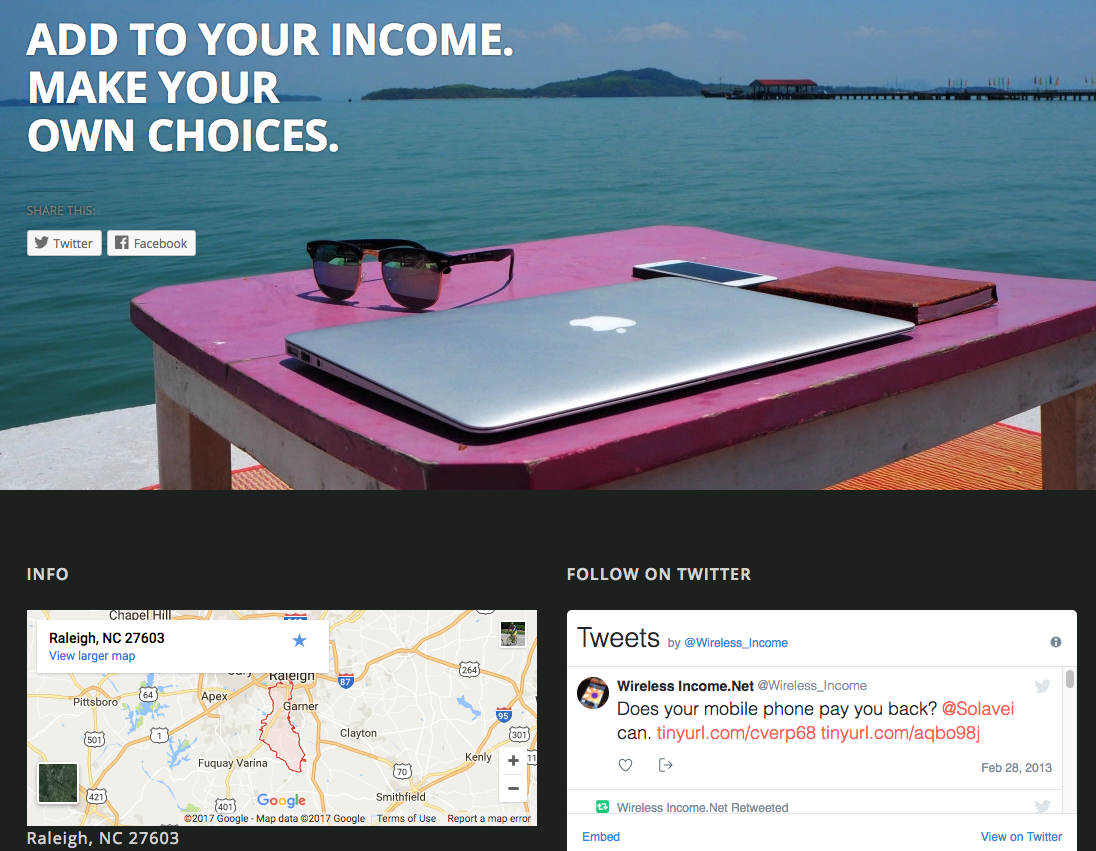 ADD TO YOUR INCOME.
MAKE YOUR
OWN CHOICES.
SHARE THIS:
Twitter Facebook
INFO
Chapel Hill
Raleigh, NC 27603
View larger map
Raleigh
87
264
64
Pittsboro
Apex
Garner
95
501
1
Clayton
301
Fuquay Varina
Kenly
70
+
Smithfield
421
401
−
Google
©2017 Google - Map data ©2017 Google Terms of Use Report a map error
Raleigh, NC 27603
FOLLOW ON TWITTER
Tweets by @Wireless_Income
Wireless Income.Net @Wireless_Income
Does your mobile phone pay you back? @Solavei
can. tinyurl.com/cverp68 tinyurl.com/aqbo98j
Feb 28, 2013
Wireless Income.Net Retweeted
Embed View on Twitter